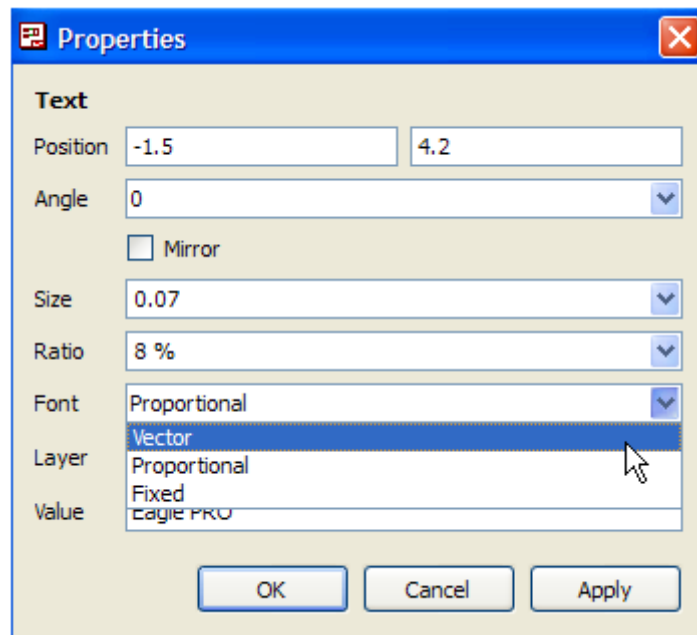 Properties
Text
Position -1.5 4.2
Angle 0
Mirror
Size 0.07
Ratio 8 %
Font Proportional
Vector
Layer
Proportional
Fixed
Value Eagle PRO
OK Cancel Apply